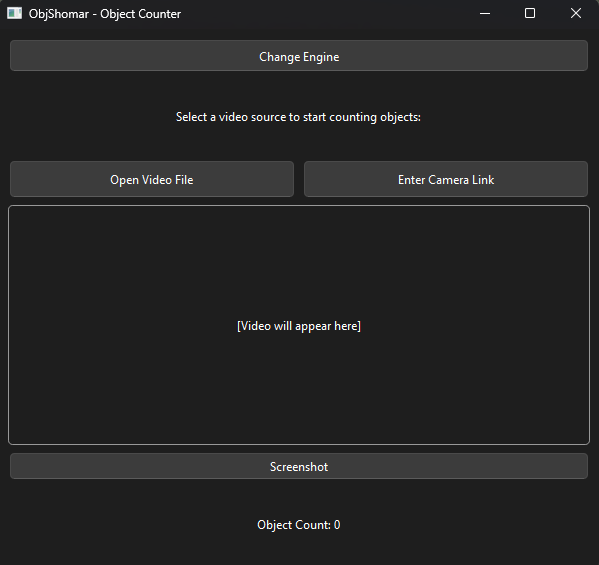 ObjShomar - Object Counter
Change Engine
Select a video source to start counting objects:
Open Video File
Enter Camera Link
[Video will appear here]
Screenshot
Object Count: 0